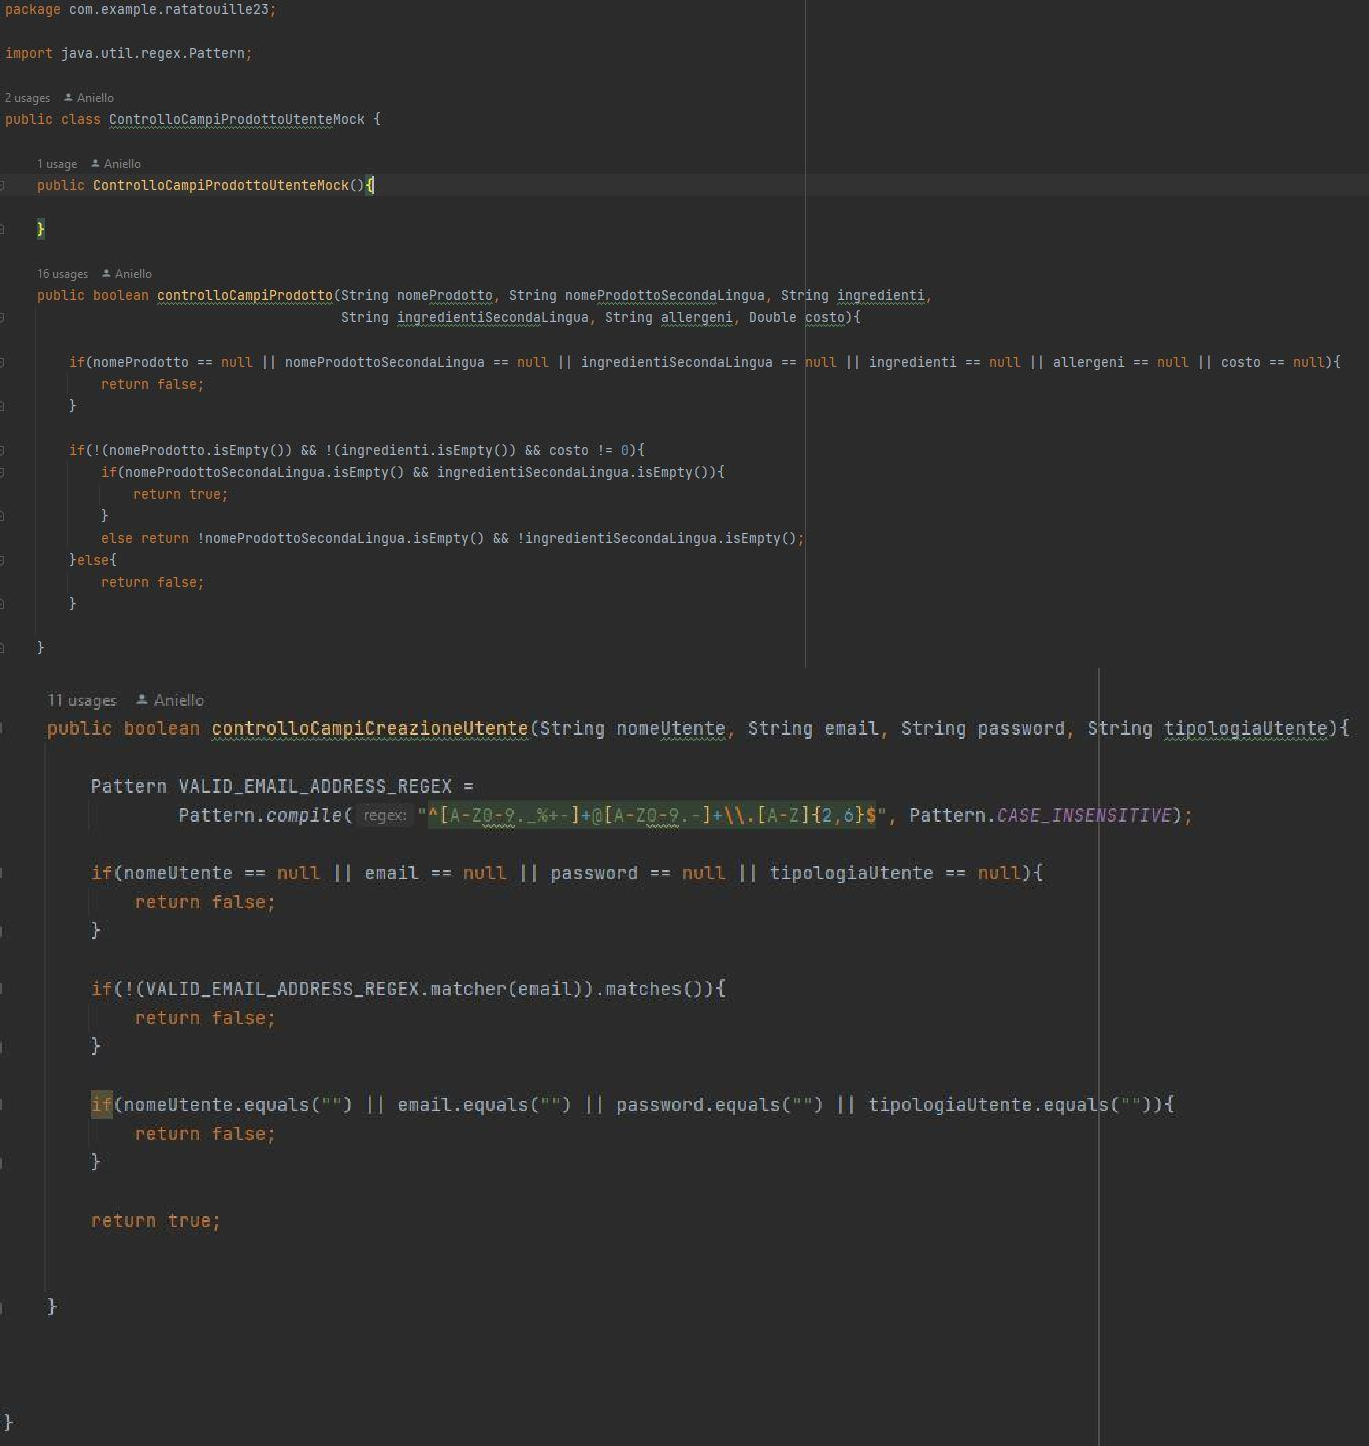 package com.example.ratatouille23;
import java.util.regex.Pattern;
2 usages Aniello
public class ControlloCampiProdottoUtenteMock {
1 usage Aniello
public ControlloCampiProdottoUtenteMock(){
}
16 usages Aniello
public boolean controlloCampiProdotto(String nomeProdotto, String nomeProdottoSecondaLingua, String ingredienti,
String ingredientiSecondaLingua, String allergeni, Double costo){
if(nomeProdotto == null || nomeProdottoSecondaLingua == null || ingredientiSecondaLingua == null || ingredienti == null || allergeni == null || costo == null){
return false;
}
if(!(nomeProdotto.isEmpty()) && !(ingredienti.isEmpty()) && costo != 0){
if(nomeProdottoSecondaLingua.isEmpty() && ingredientiSecondaLingua.isEmpty()){
return true;
}
else return !nomeProdottoSecondaLingua.isEmpty() && !ingredientiSecondaLingua.isEmpty();
}else{
return false;
}
}
11 usages Aniello
public boolean controlloCampiCreazioneUtente(String nomeUtente, String email, String password, String tipologiaUtente){
Pattern VALID_EMAIL_ADDRESS_REGEX =
Pattern.compile( regex: "^[A-Z0-9._%+-]+@[A-Z0-9.-]+\\.[A-Z]{2,6}$", Pattern.CASE_INSENSITIVE);
if(nomeUtente == null || email == null || password == null || tipologiaUtente == null){
return false;
}
if(!(VALID_EMAIL_ADDRESS_REGEX.matcher(email)).matches()){
return false;
}
if(nomeUtente.equals("") || email.equals("") || password.equals("") || tipologiaUtente.equals("")){
return false;
}
return true;
}
}